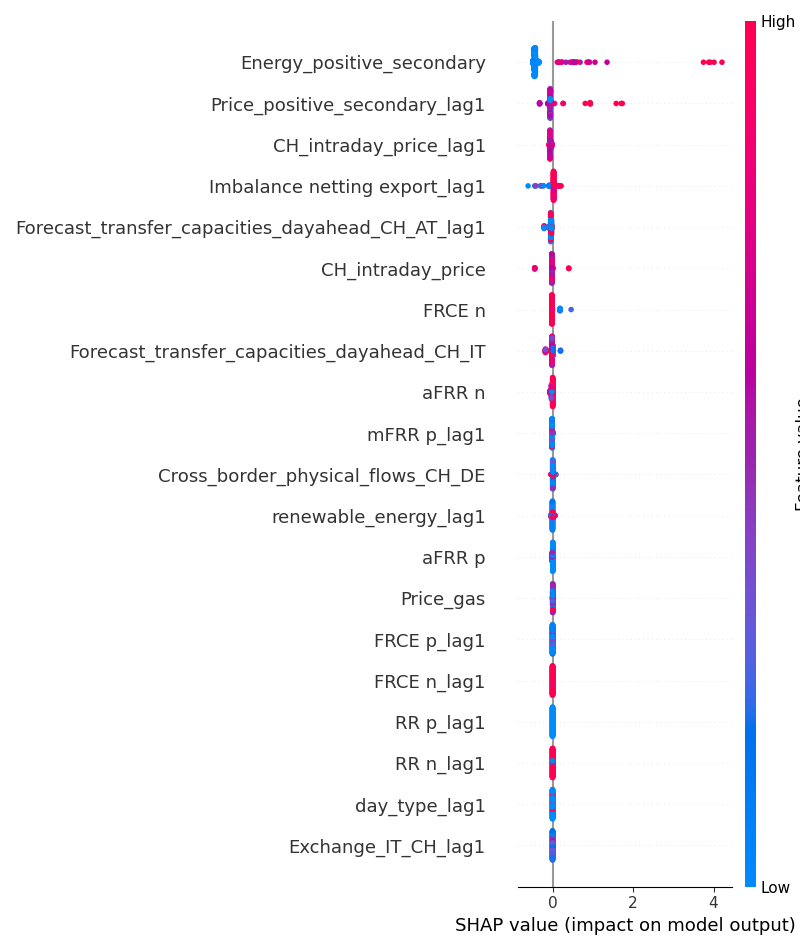 High
Energy_positive_secondary
Price_positive_secondary_lag1
CH_intraday_price_lag1
Imbalance netting export_lag1
Forecast_transfer_capacities_dayahead_CH_AT_lag1
CH_intraday_price
FRCE n
Forecast_transfer_capacities_dayahead_CH_IT
aFRR n
mFRR p_lag1
Cross_border_physical_flows_CH_DE
renewable_energy_lag1
aFRR p
Price_gas
FRCE p_lag1
FRCE n_lag1
RR p_lag1
RR n_lag1
day_type_lag1
Exchange_IT_CH_lag1
Low
0 2 4
SHAP value (impact on model output)